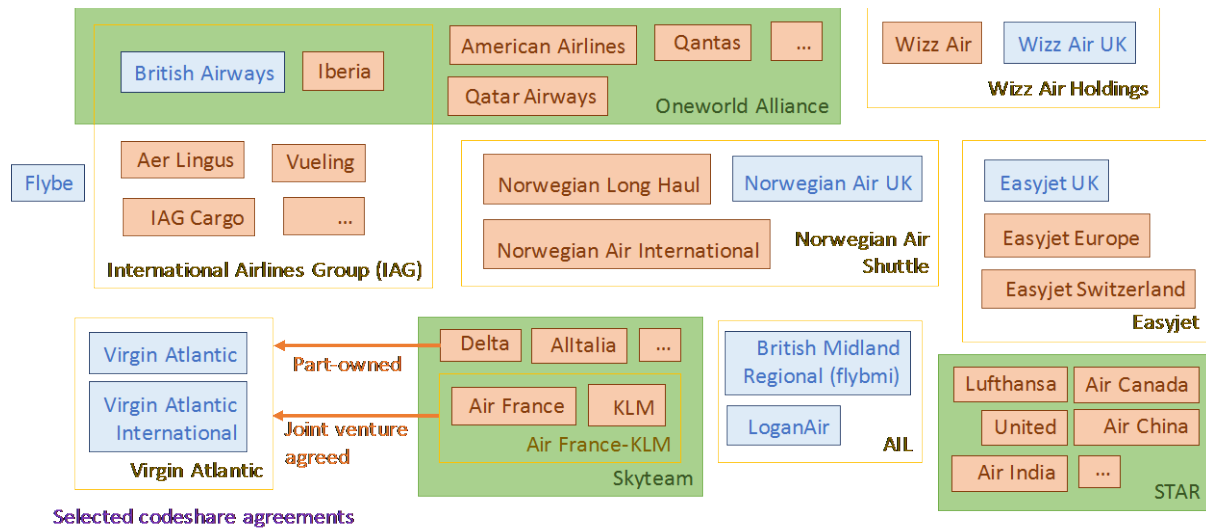 British Airways
Iberia
American Airlines
Qantas
...
Qatar Airways
Oneworld Alliance
Wizz Air
Wizz Air UK
Wizz Air Holdings
Flybe
Aer Lingus
Vueling
IAG Cargo
...
International Airlines Group (IAG)
Norwegian Long Haul
Norwegian Air UK
Norwegian Air International
Norwegian Air
Shuttle
Easyjet UK
Easyjet Europe
Easyjet Switzerland
Easyjet
Virgin Atlantic
Virgin Atlantic
International
Virgin Atlantic
Part-owned
Joint venture
agreed
Delta
AlItalia
...
Air France
KLM
Air France-KLM
Skyteam
British Midland
Regional (flybmi)
LoganAir
AIL
Lufthansa
Air Canada
United
Air China
Air India
...
STAR
Selected codeshare agreements